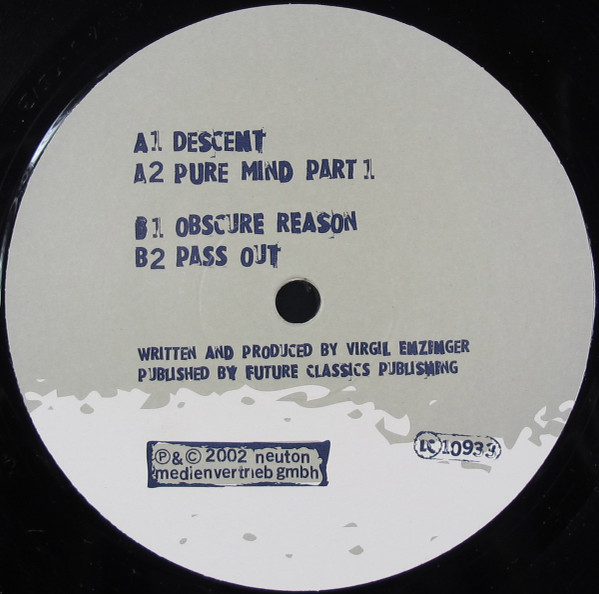 A1 DESCENT
A2 PURE MIND PART 1
B1 OBSCURE REASON
B2 PASS OUT
WRITTEN AND PRODUCED BY VIRGIL ENZINGER
PUBLISHED BY FUTURE CLASSICS PUBLISHING
℗ & © 2002 neuton
medienvertrieb gmbh
LC 10933